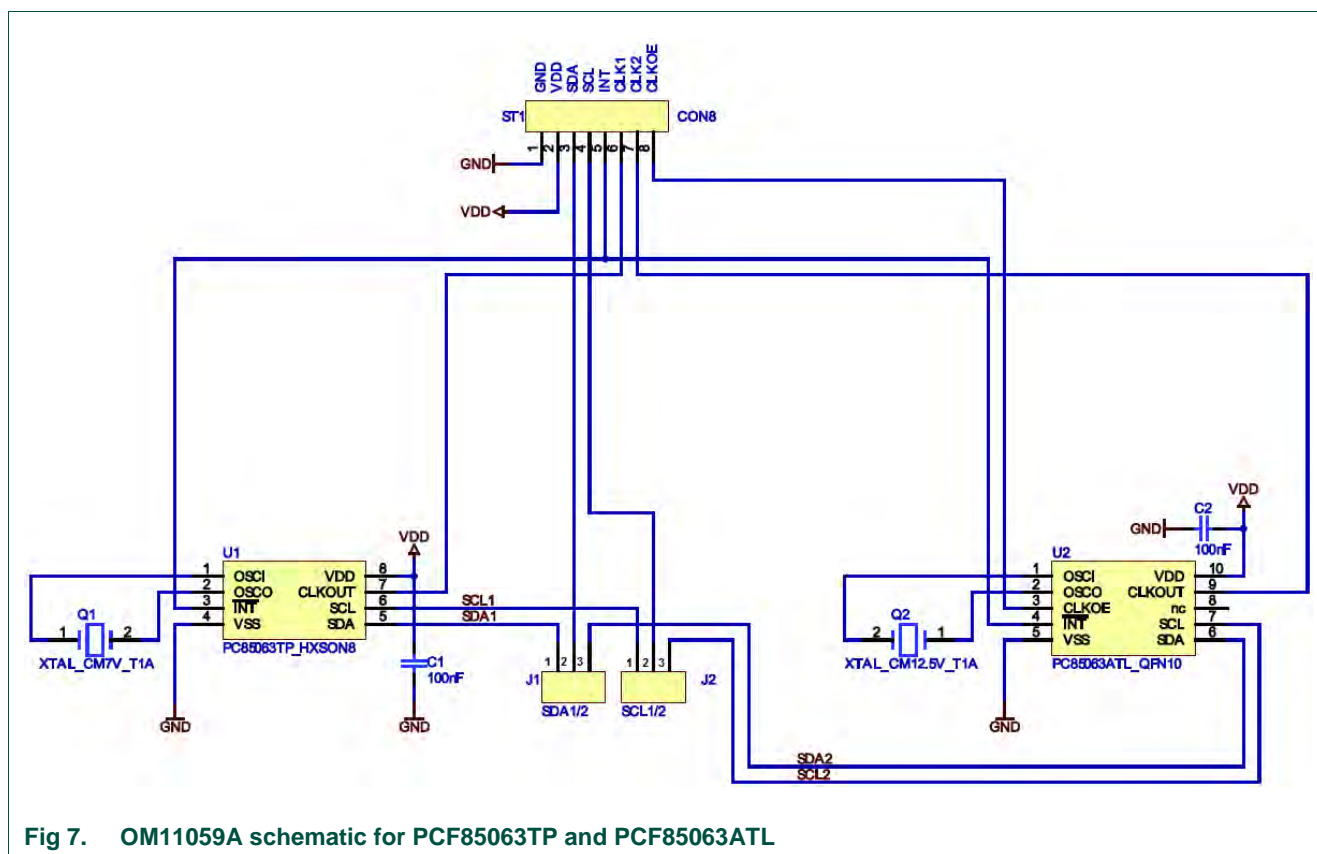 GND
VDD
SDA
SCL
INT
CLK1
CLK2
CLKOE
ST1
CON8
1
2
3
4
5
6
7
8
GND
VDD
VDD
U1
1 OSCI VDD 8
2 OSCO CLKOUT 7
3 INT SCL 6
4 VSS SDA 5
PC85063TP_HXSON8
Q1
1 2
XTAL_CM7V_T1A
GND
C1
100nF
GND
SCL1
SDA1
J1
1 2 3
SDA1/2
J2
1 2 3
SCL1/2
SDA2
SCL2
VDD
C2
GND
100nF
U2
1 OSCI VDD 10
2 OSCO CLKOUT 9
3 CLKOE nc 8
4 INT SCL 7
5 VSS SDA 6
PC85063ATL_QFN10
Q2
2 1
XTAL_CM12.5V_T1A
GND
Fig 7. OM11059A schematic for PCF85063TP and PCF85063ATL